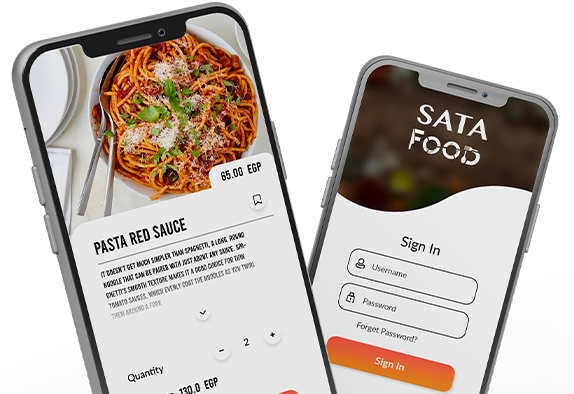 65.00 EGP
PASTA RED SAUCE
IT DOESN'T GET MUCH SIMPLER THAN SPAGHETTI, A LONG, ROUND
NOODLE THAT CAN BE PAIRED WITH JUST ABOUT ANY SAUCE. SPA-
GHETTI'S SMOOTH TEXTURE MAKES IT A GOOD CHOICE FOR THIN
TOMATO SAUCES, WHICH EVENLY COAT THE NOODLES AS YOU TWIRL
THEM AROUND A FORK
Quantity
- 2 +
130.0 EGP
SATA
FOOD
Sign In
Username
Password
Forget Password?
Sign In